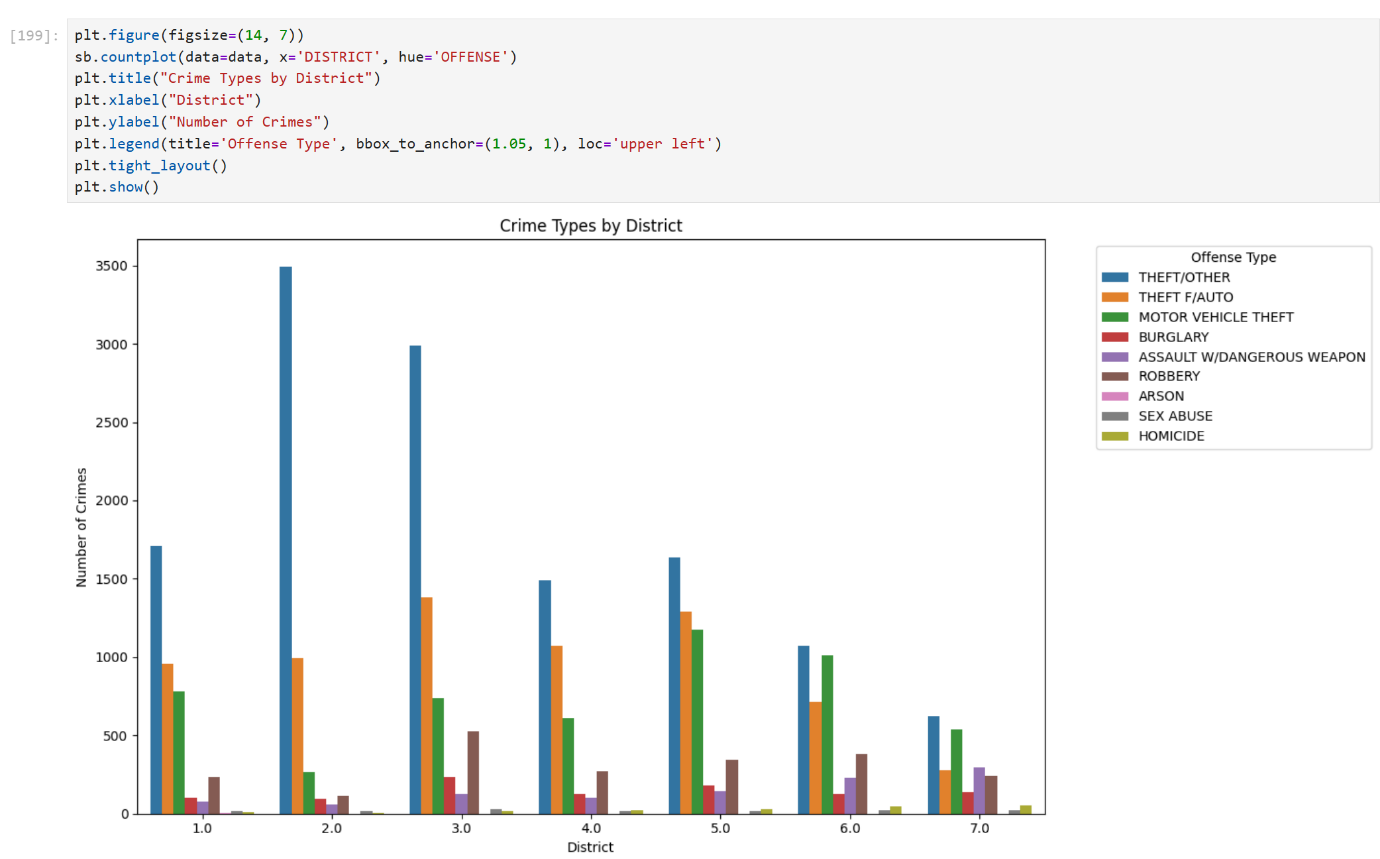 [199]:
plt.figure(figsize=(14, 7))
sb.countplot(data=data, x='DISTRICT', hue='OFFENSE')
plt.title("Crime Types by District")
plt.xlabel("District")
plt.ylabel("Number of Crimes")
plt.legend(title='Offense Type', bbox_to_anchor=(1.05, 1), loc='upper left')
plt.tight_layout()
plt.show()
Crime Types by District
Number of Crimes
3500
3000
2500
2000
1500
1000
500
0
1.0 2.0 3.0 4.0 5.0 6.0 7.0
District
Offense Type
THEFT/OTHER
THEFT F/AUTO
MOTOR VEHICLE THEFT
BURGLARY
ASSAULT W/DANGEROUS WEAPON
ROBBERY
ARSON
SEX ABUSE
HOMICIDE